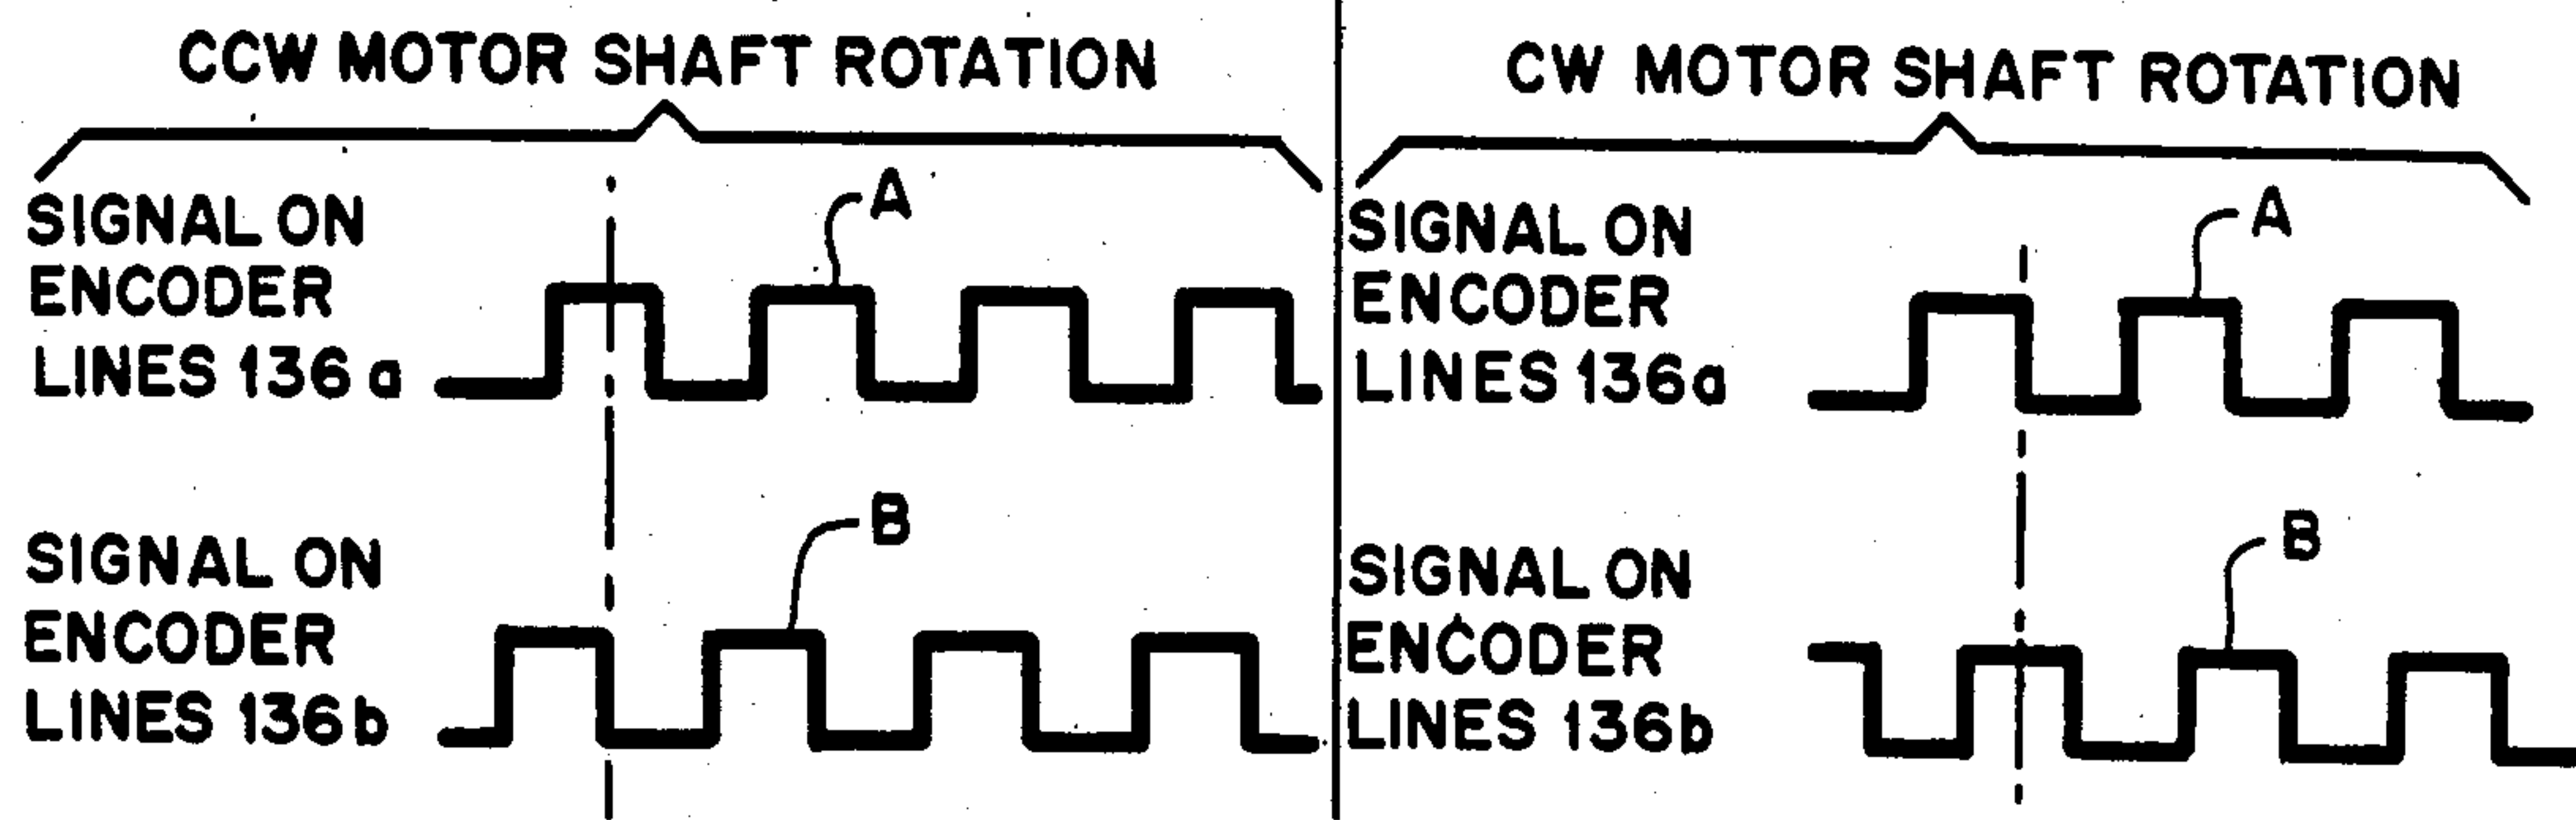 CCW MOTOR SHAFT ROTATION
SIGNAL ON
ENCODER
LINES 136a
A
SIGNAL ON
ENCODER
LINES 136b
B
CW MOTOR SHAFT ROTATION
SIGNAL ON
ENCODER
LINES 136a
A
SIGNAL ON
ENCODER
LINES 136b
B